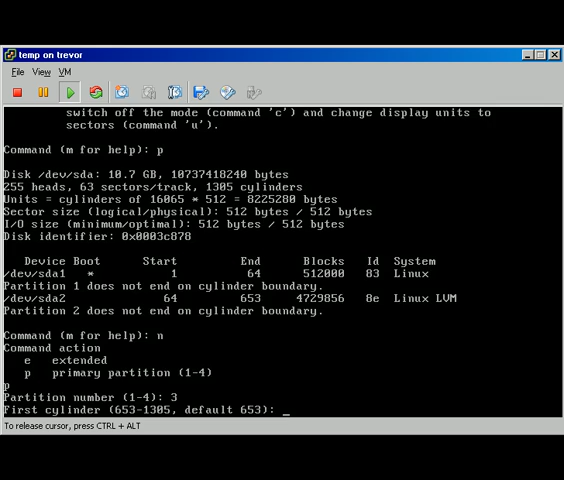 temp on trevor
File View VM
switch off the mode (command 'c') and change display units to
sectors (command 'u').
Command (m for help): p
Disk /dev/sda: 10.7 GB, 10737418240 bytes
255 heads, 63 sectors/track, 1305 cylinders
Units = cylinders of 16065 * 512 = 8225280 bytes
Sector size (logical/physical): 512 bytes / 512 bytes
I/O size (minimum/optimal): 512 bytes / 512 bytes
Disk identifier: 0x0003c878
Device Boot Start End Blocks Id System
/dev/sda1 * 1 64 512000 83 Linux
Partition 1 does not end on cylinder boundary.
/dev/sda2 64 653 4729856 8e Linux LVM
Partition 2 does not end on cylinder boundary.
Command (m for help): n
Command action
e extended
p primary partition (1-4)
p
Partition number (1-4): 3
First cylinder (653-1305, default 653): _
To release cursor, press CTRL + ALT